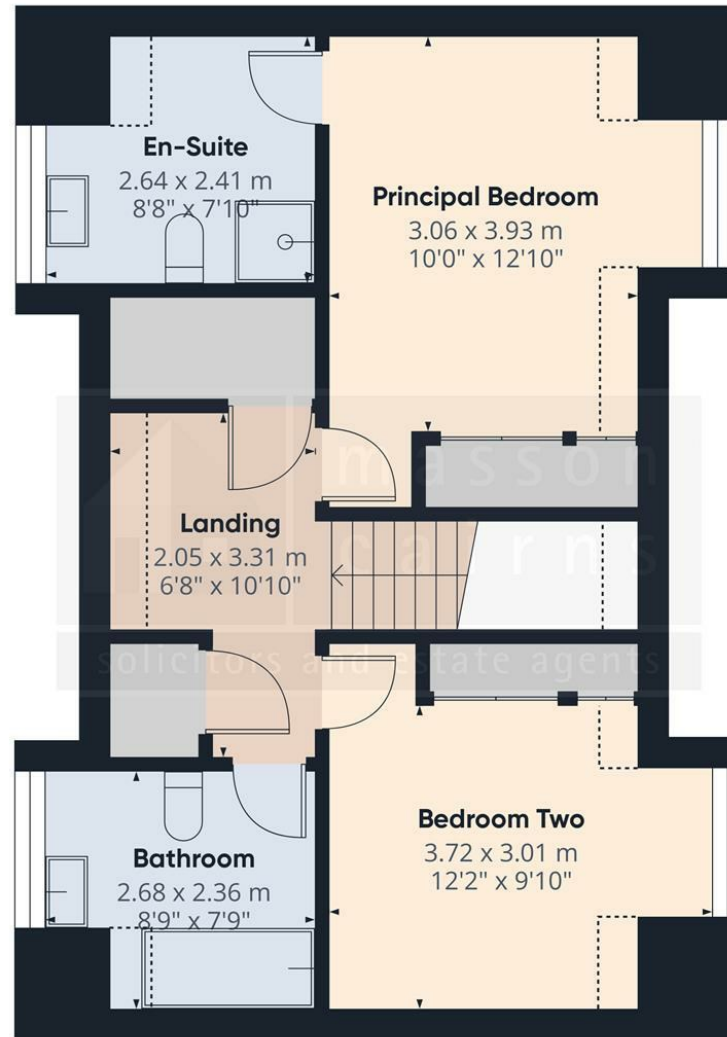 En-Suite
2.64 x 2.41 m
8'8" x 7'10"
Principal Bedroom
3.06 x 3.93 m
10'0" x 12'10"
masson
cairns
solicitors and estate agents
Landing
2.05 x 3.31 m
6'8" x 10'10"
Bathroom
2.68 x 2.36 m
8'9" x 7'9"
Bedroom Two
3.72 x 3.01 m
12'2" x 9'10"